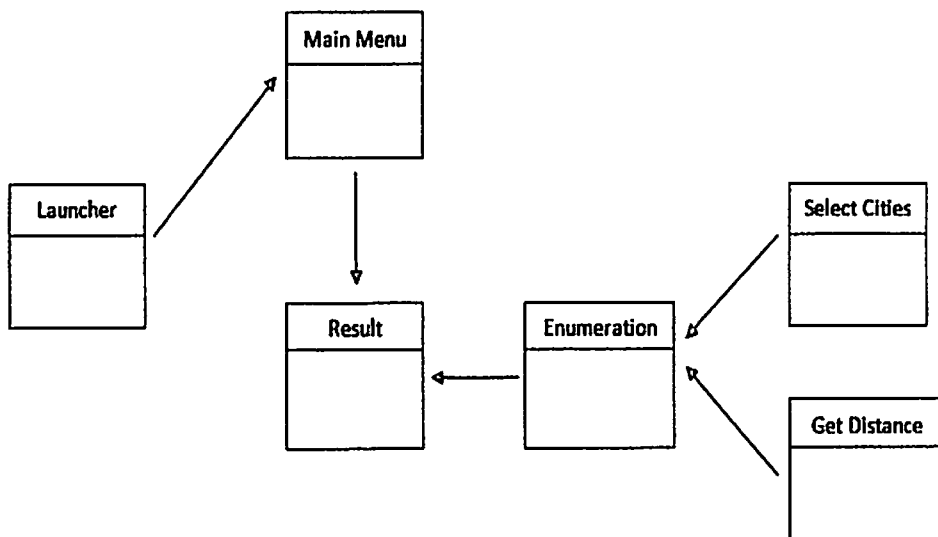 Main Menu
Launcher
Select Cities
Result
Enumeration
Get Distance